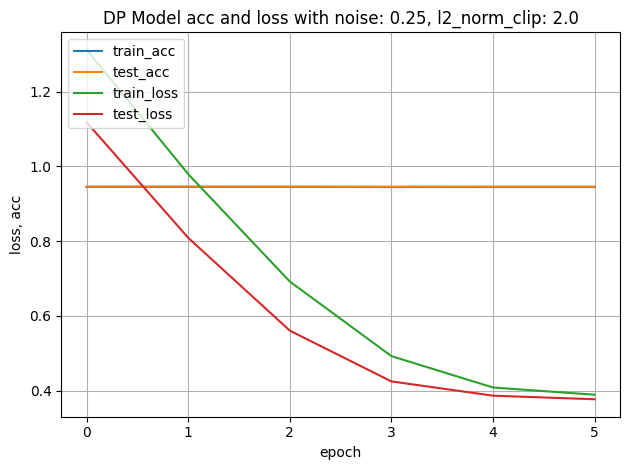 DP Model acc and loss with noise: 0.25, l2_norm_clip: 2.0
train_acc
test_acc
train_loss
test_loss
loss, acc
1.2
1.0
0.8
0.6
0.4
0 1 2 3 4 5
epoch